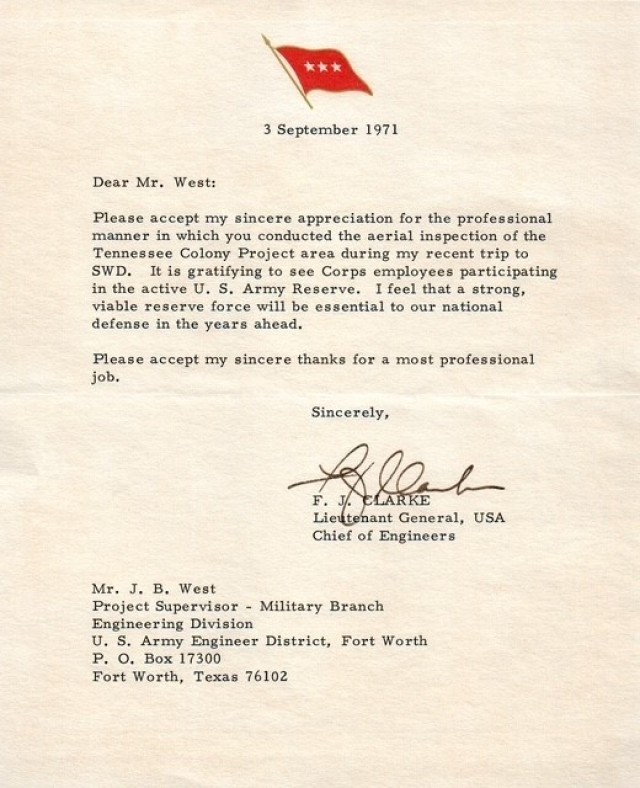 3 September 1971
Dear Mr. West:
Please accept my sincere appreciation for the professional
manner in which you conducted the aerial inspection of the
Tennessee Colony Project area during my recent trip to
SWD. It is gratifying to see Corps employees participating
in the active U. S. Army Reserve. I feel that a strong,
viable reserve force will be essential to our national
defense in the years ahead.
Please accept my sincere thanks for a most professional
job.
Sincerely,
F J Clarke
F. J. CLARKE
Lieutenant General, USA
Chief of Engineers
Mr. J. B. West
Project Supervisor - Military Branch
Engineering Division
U. S. Army Engineer District, Fort Worth
P. O. Box 17300
Fort Worth, Texas 76102